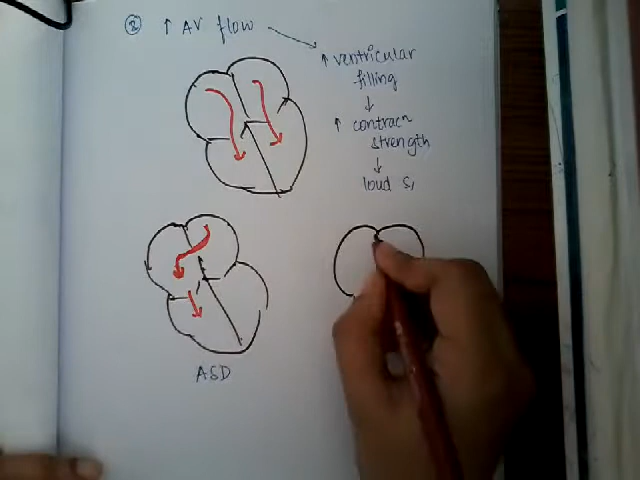 ② ↑ AV flow
↑ ventricular
filling
↓
↑ contracn
strength
↓
loud S₁
ASD